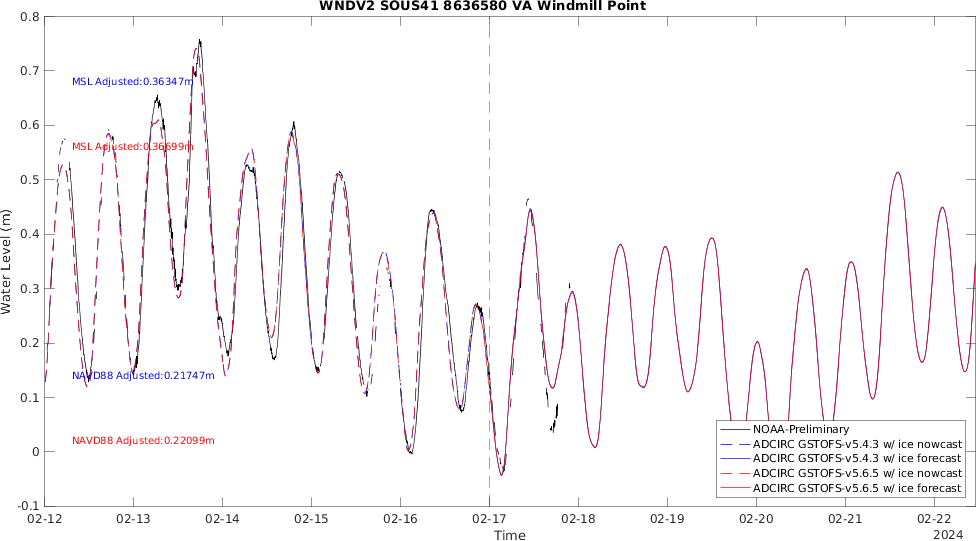 WNDV2 SOUS41 8636580 VA Windmill Point
0.8
0.7
0.6
0.5
0.4
0.3
0.2
0.1
0
-0.1
Water Level (m)
MSL Adjusted:0.36347m
MSL Adjusted:0.36699m
NAVD88 Adjusted:0.21747m
NAVD88 Adjusted:0.22099m
NOAA-Preliminary
ADCIRC GSTOFS-v5.4.3 w/ ice nowcast
ADCIRC GSTOFS-v5.4.3 w/ ice forecast
ADCIRC GSTOFS-v5.6.5 w/ ice nowcast
ADCIRC GSTOFS-v5.6.5 w/ ice forecast
02-12 02-13 02-14 02-15 02-16 02-17 02-18 02-19 02-20 02-21 02-22
Time
2024